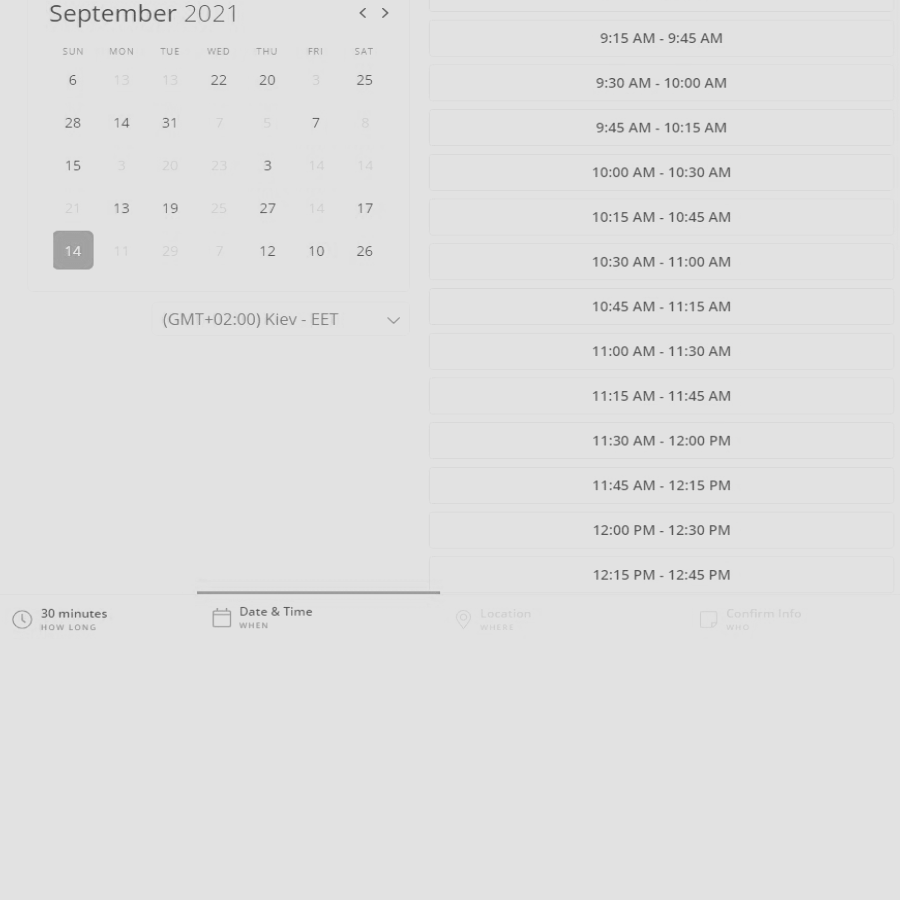 September 2021
SUN MON TUE WED THU FRI SAT
6 13 13 22 20 3 25
28 14 31 7 5 7 8
15 3 20 23 3 14 14
21 13 19 25 27 14 17
14 11 29 7 12 10 26
(GMT+02:00) Kiev - EET
9:15 AM - 9:45 AM
9:30 AM - 10:00 AM
9:45 AM - 10:15 AM
10:00 AM - 10:30 AM
10:15 AM - 10:45 AM
10:30 AM - 11:00 AM
10:45 AM - 11:15 AM
11:00 AM - 11:30 AM
11:15 AM - 11:45 AM
11:30 AM - 12:00 PM
11:45 AM - 12:15 PM
12:00 PM - 12:30 PM
12:15 PM - 12:45 PM
30 minutes
HOW LONG
Date & Time
WHEN
Location
WHERE
Confirm Info
WHO